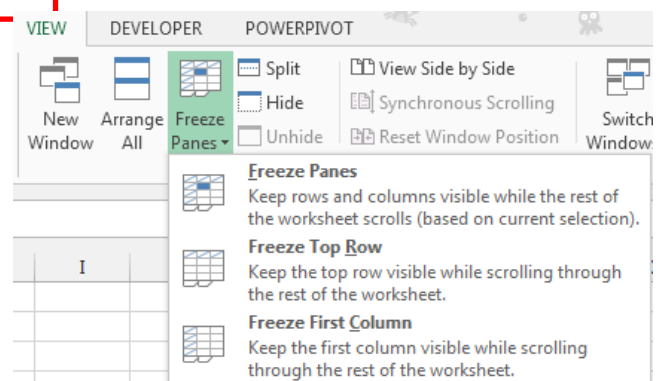 VIEW DEVELOPER POWERPIVOT
Split View Side by Side
Hide Synchronous Scrolling
New Arrange Freeze Switch
Window All Panes Unhide Reset Window Position Windows
Freeze Panes
Keep rows and columns visible while the rest of
the worksheet scrolls (based on current selection).
Freeze Top Row
I
Keep the top row visible while scrolling through
the rest of the worksheet.
Freeze First Column
Keep the first column visible while scrolling
through the rest of the worksheet.